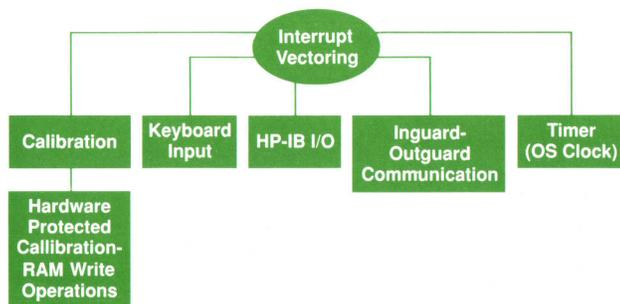 Interrupt
Vectoring
Calibration
Keyboard
Input
HP-IB I/O
Inguard-
Outguard
Communication
Timer
(OS Clock)
Hardware
Protected
Callibration-
RAM Write
Operations